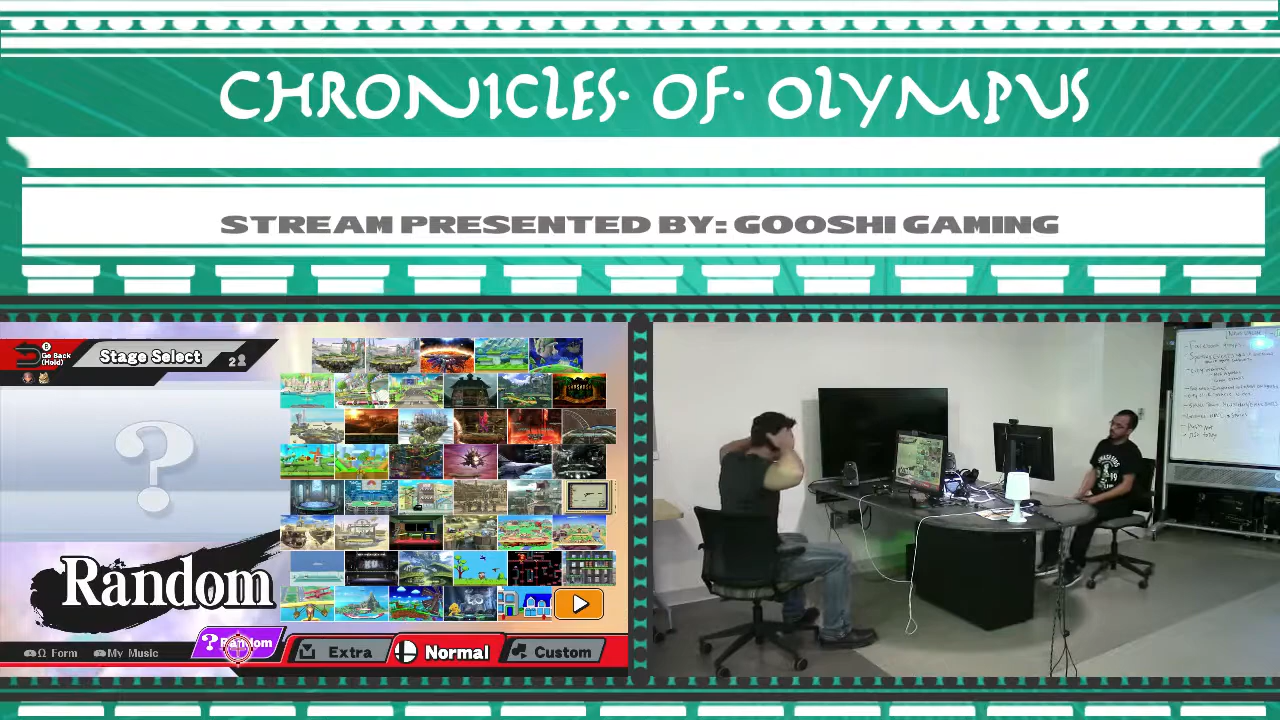 CHRONICLES OF OLYMPUS
STREAM PRESENTED BY: GOOSHI GAMING
B
Go Back
(Hold)
Stage Select
2
Random
Random
Ω Form
My Music
Extra
Normal
Custom